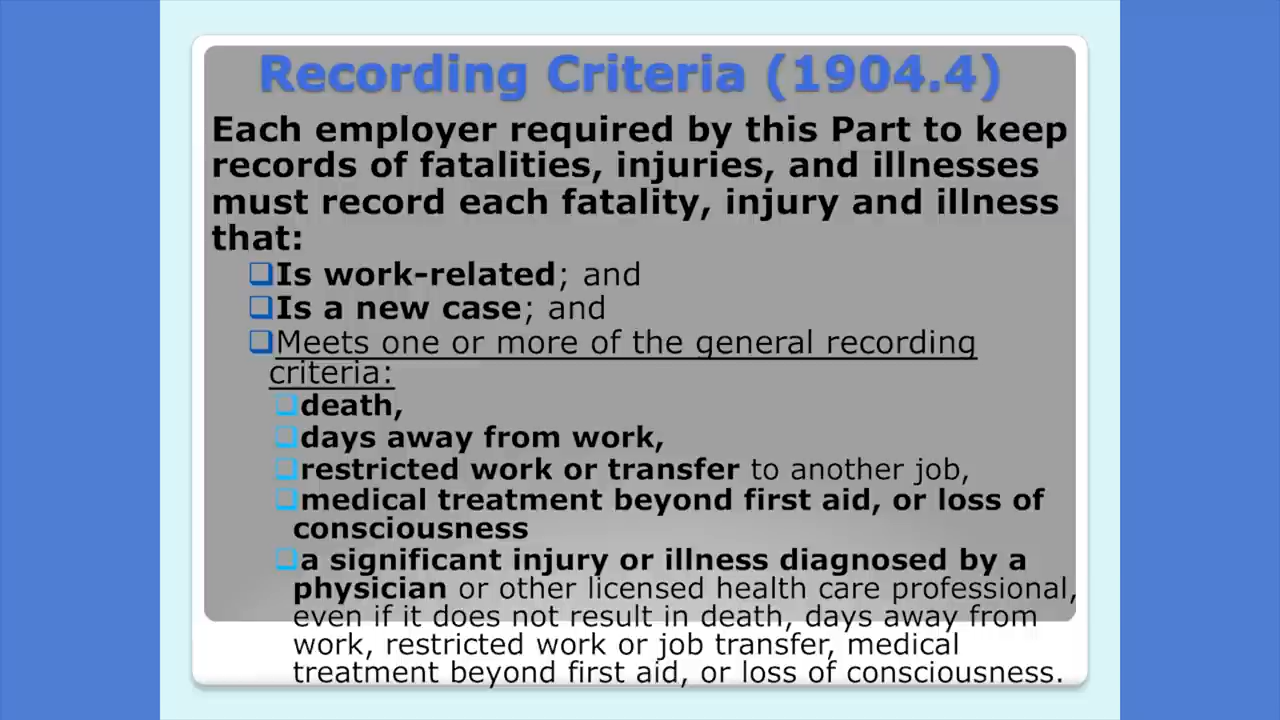 Recording Criteria (1904.4)
Each employer required by this Part to keep
records of fatalities, injuries, and illnesses
must record each fatality, injury and illness
that:
❑Is work-related; and
❑Is a new case; and
❑Meets one or more of the general recording
criteria:
❑death,
❑days away from work,
❑restricted work or transfer to another job,
❑medical treatment beyond first aid, or loss of
consciousness
❑a significant injury or illness diagnosed by a
physician or other licensed health care professional,
even if it does not result in death, days away from
work, restricted work or job transfer, medical
treatment beyond first aid, or loss of consciousness.